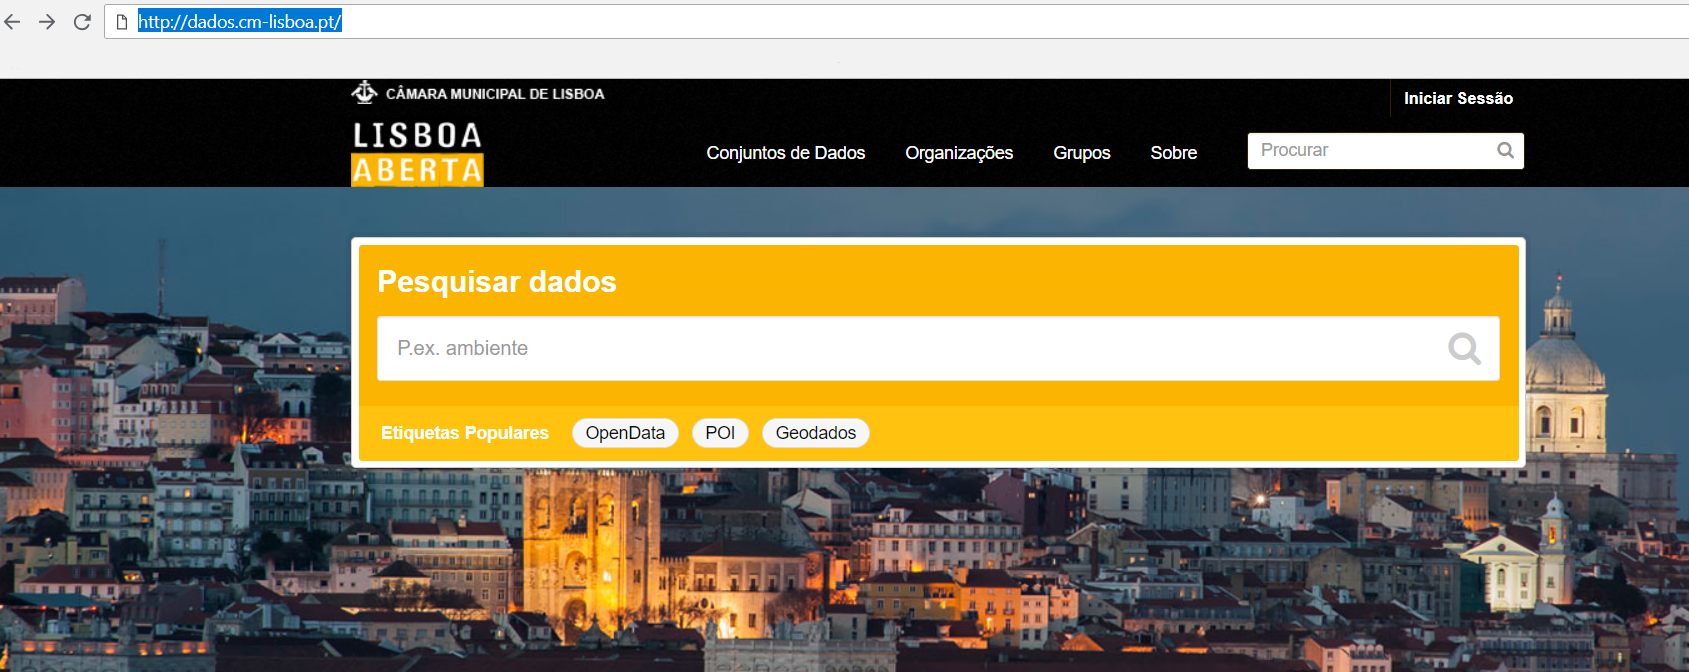 http://dados.cm-lisboa.pt/
CÂMARA MUNICIPAL DE LISBOA
Iniciar Sessão
LISBOA
ABERTA
Conjuntos de Dados Organizações Grupos Sobre Procurar
Pesquisar dados
P.ex. ambiente
Etiquetas Populares OpenData POI Geodados